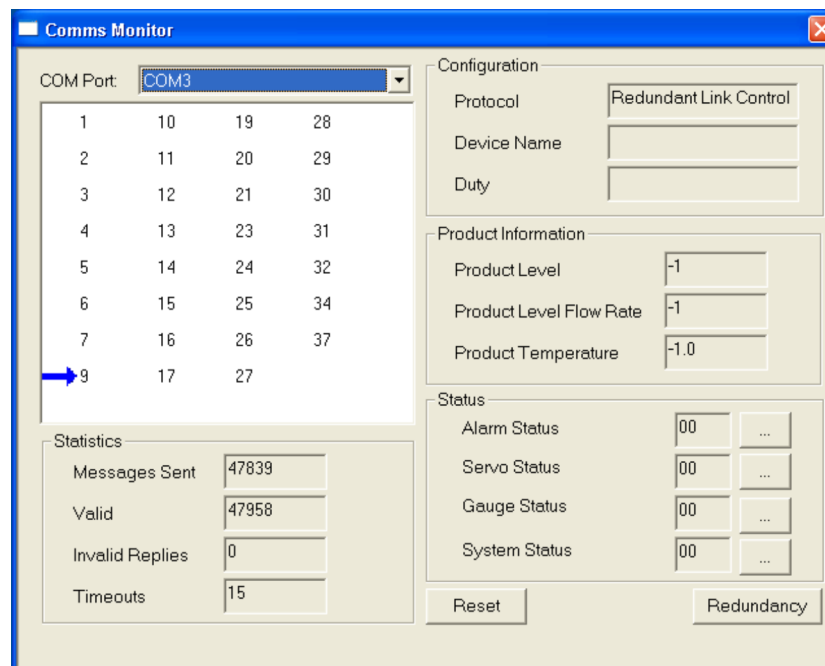 Comms Monitor
COM Port: COM3
1 10 19 28
2 11 20 29
3 12 21 30
4 13 23 31
5 14 24 32
6 15 25 34
7 16 26 37
9 17 27
Statistics
Messages Sent 47839
Valid 47958
Invalid Replies 0
Timeouts 15
Configuration
Protocol Redundant Link Control
Device Name
Duty
Product Information
Product Level -1
Product Level Flow Rate -1
Product Temperature -1.0
Status
Alarm Status 00 ...
Servo Status 00 ...
Gauge Status 00 ...
System Status 00 ...
Reset Redundancy